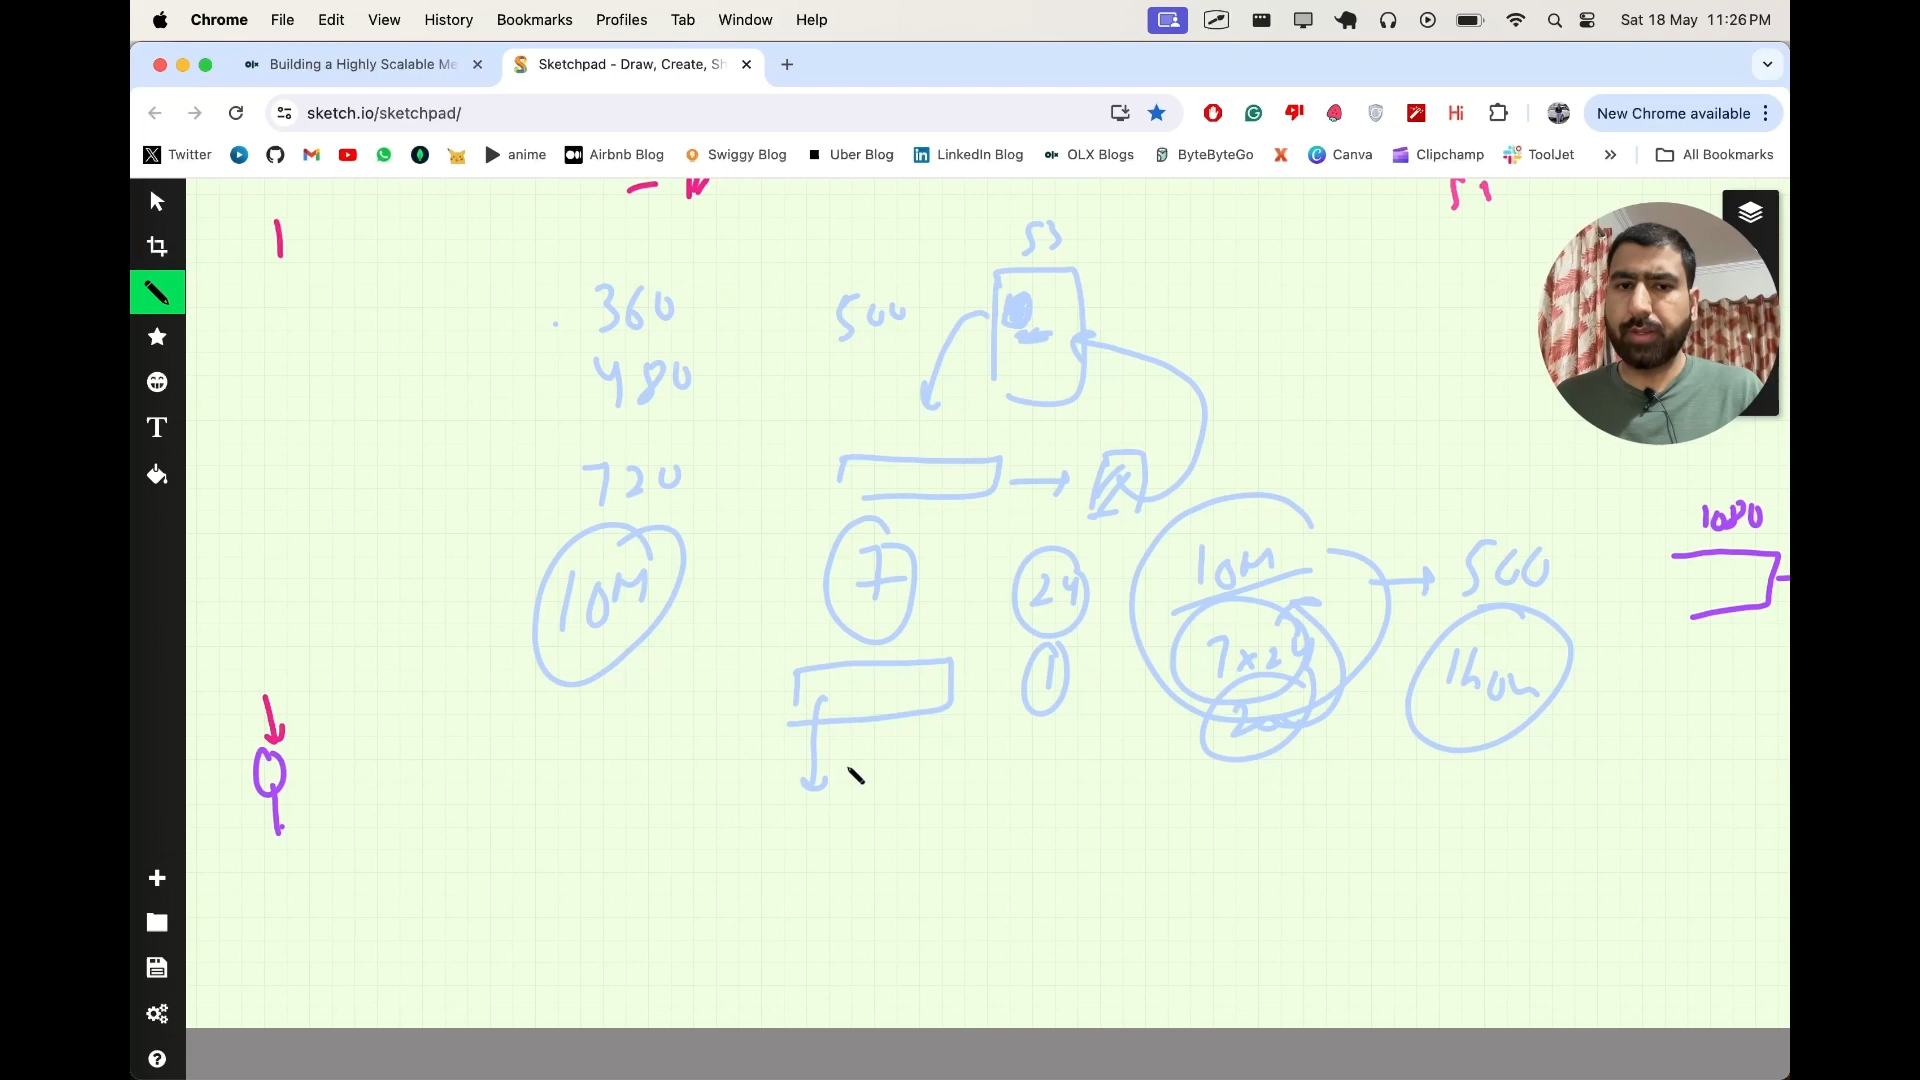 Chrome File Edit View History Bookmarks Profiles Tab Window Help Sat 18 May 11:26 PM
olx Building a Highly Scalable Me Sketchpad - Draw, Create, Sh
sketch.io/sketchpad/ Hi New Chrome available
Twitter anime Airbnb Blog Swiggy Blog Uber Blog LinkedIn Blog olx OLX Blogs ByteByteGo Canva Clipchamp ToolJet All Bookmarks
T
S3
360 500
480
720
1080
10M 7 24 10M 500
7x24
1
1hour